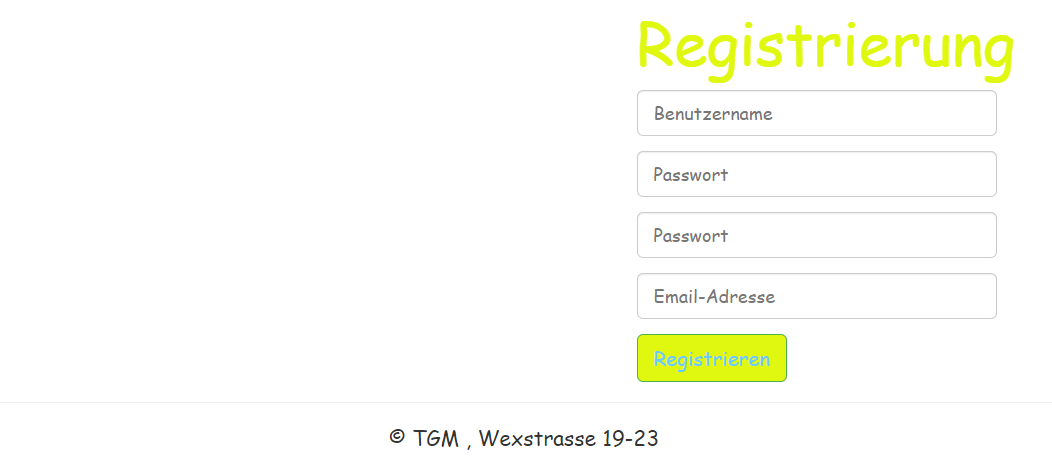 Registrierung
Benutzername
Passwort
Passwort
Email-Adresse
Registrieren
© TGM , Wexstrasse 19-23